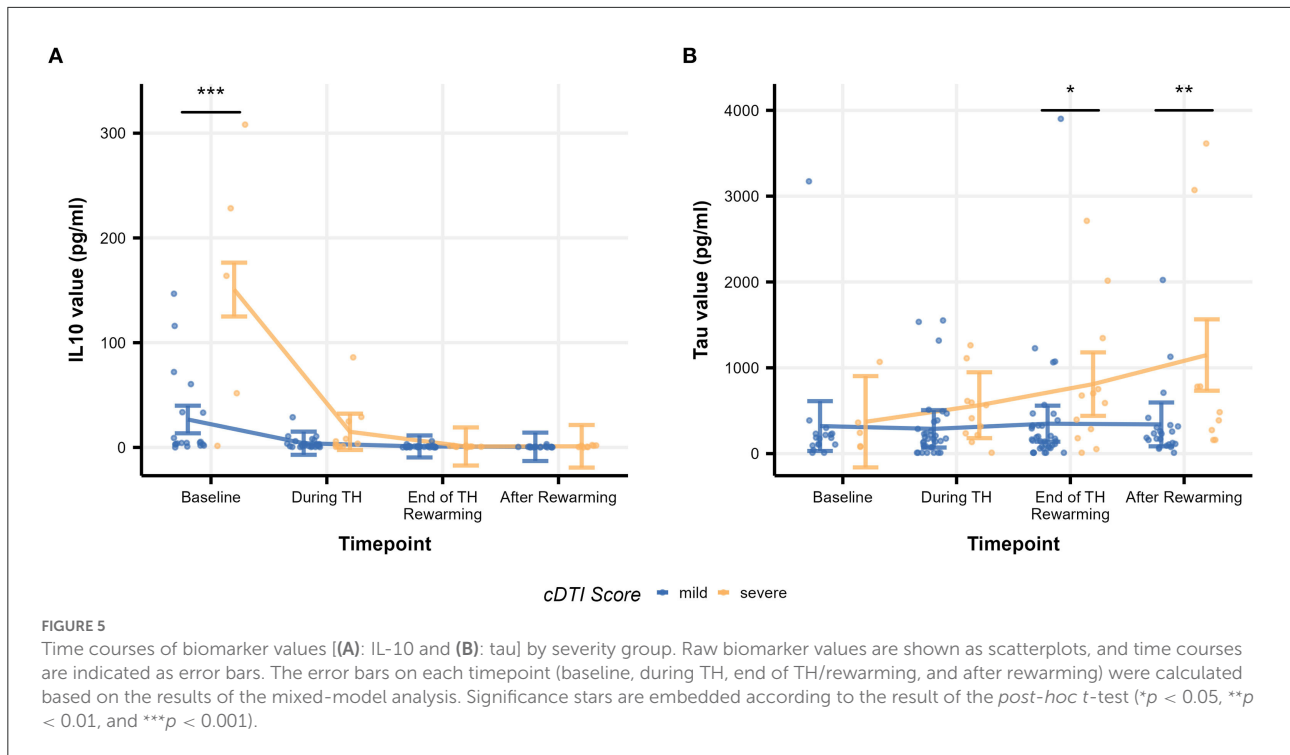 A
***
IL10 value (pg/ml)
300
200
100
0
Baseline
During TH
End of TH
Rewarming
After Rewarming
Timepoint
B
*
**
Tau value (pg/ml)
4000
3000
2000
1000
0
Baseline
During TH
End of TH
Rewarming
After Rewarming
Timepoint
cDTI Score mild severe
FIGURE 5
Time courses of biomarker values [(A): IL-10 and (B): tau] by severity group. Raw biomarker values are shown as scatterplots, and time courses
are indicated as error bars. The error bars on each timepoint (baseline, during TH, end of TH/rewarming, and after rewarming) were calculated
based on the results of the mixed-model analysis. Significance stars are embedded according to the result of the post-hoc t-test (*p < 0.05, **p
< 0.01, and ***p < 0.001).